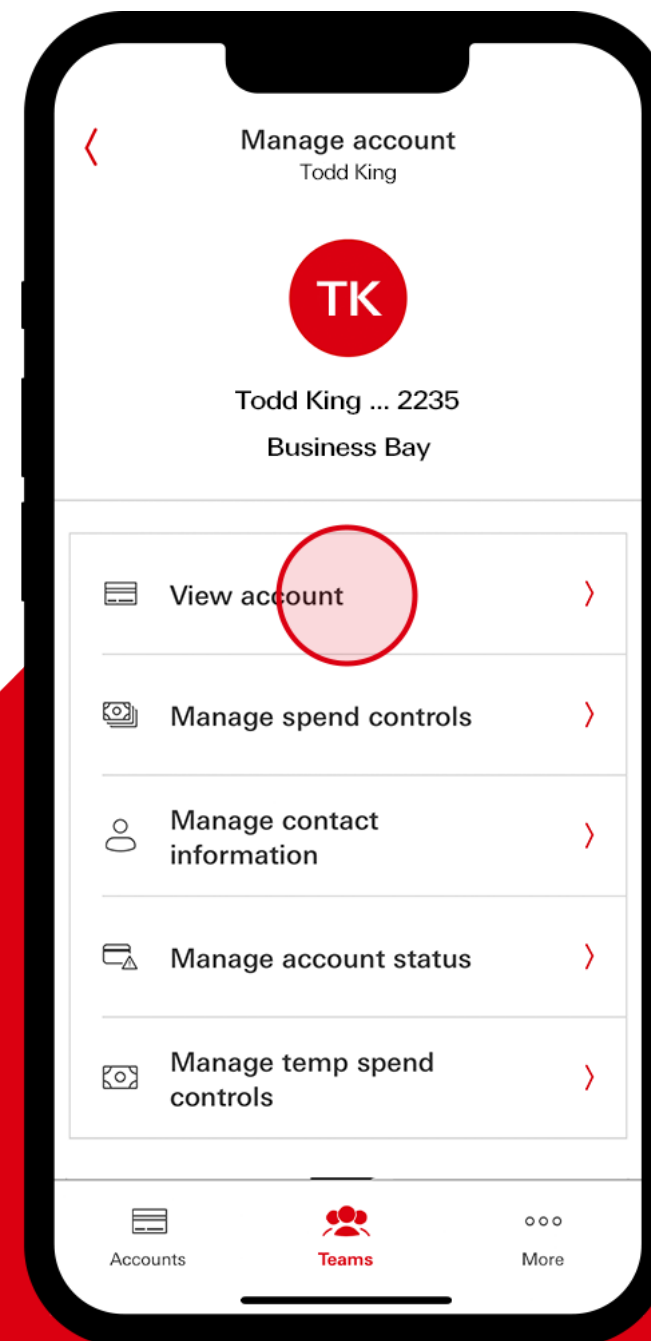 Manage account
Todd King
TK
Todd King ... 2235
Business Bay
View account
Manage spend controls
Manage contact
information
Manage account status
Manage temp spend
controls
Accounts
Teams
More